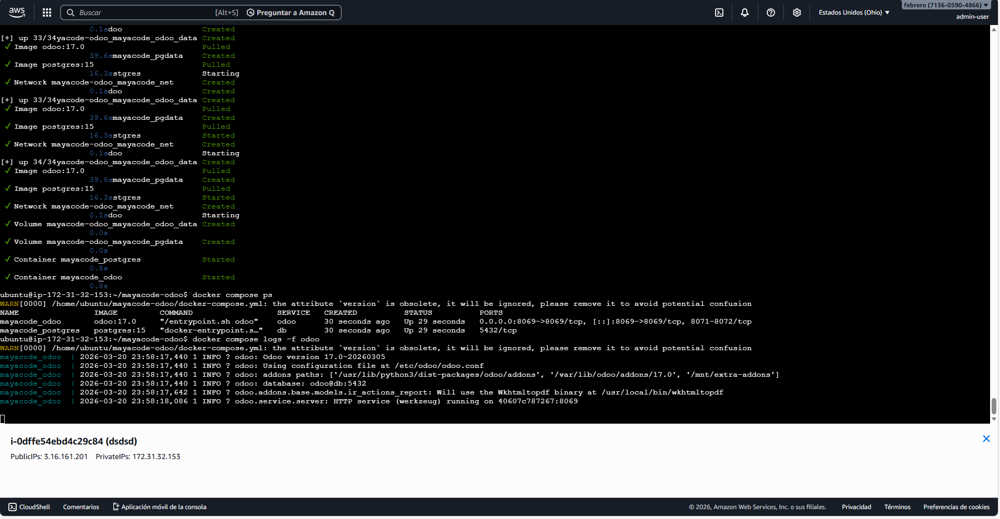 aws
Buscar [Alt+S] Preguntar a Amazon Q Estados Unidos (Ohio) febrero (7136-0590-4866)
admin-user
0.1sdoo Created
[+] up 33/34yacode-odoo_mayacode_odoo_data Created
✓ Image odoo:17.0 Pulled
39.6smayacode_pgdata Created
✓ Image postgres:15 Pulled
16.3sstgres Starting
✓ Network mayacode-odoo_mayacode_net Created
0.1sdoo Created
[+] up 33/34yacode-odoo_mayacode_odoo_data Created
✓ Image odoo:17.0 Pulled
39.6smayacode_pgdata Created
✓ Image postgres:15 Pulled
16.3sstgres Started
✓ Network mayacode-odoo_mayacode_net Created
0.1sdoo Starting
[+] up 34/34yacode-odoo_mayacode_odoo_data Created
✓ Image odoo:17.0 Pulled
39.6smayacode_pgdata Created
✓ Image postgres:15 Pulled
16.3sstgres Started
✓ Network mayacode-odoo_mayacode_net Created
0.1sdoo Starting
✓ Volume mayacode-odoo_mayacode_odoo_data Created
0.0s
✓ Volume mayacode-odoo_mayacode_pgdata Created
0.0s
✓ Container mayacode_postgres Started
0.8s
✓ Container mayacode_odoo Started
0.8s
ubuntu@ip-172-31-32-153:~/mayacode-odoo$ docker compose ps
WARN[0000] /home/ubuntu/mayacode-odoo/docker-compose.yml: the attribute `version` is obsolete, it will be ignored, please remove it to avoid potential confusion
NAME IMAGE COMMAND SERVICE CREATED STATUS PORTS
mayacode_odoo odoo:17.0 "/entrypoint.sh odoo" odoo 30 seconds ago Up 29 seconds 0.0.0.0:8069->8069/tcp, [::]:8069->8069/tcp, 8071-8072/tcp
mayacode_postgres postgres:15 "docker-entrypoint.s…" db 30 seconds ago Up 29 seconds 5432/tcp
ubuntu@ip-172-31-32-153:~/mayacode-odoo$ docker compose logs -f odoo
WARN[0000] /home/ubuntu/mayacode-odoo/docker-compose.yml: the attribute `version` is obsolete, it will be ignored, please remove it to avoid potential confusion
mayacode_odoo | 2026-03-20 23:58:17,440 1 INFO ? odoo: Odoo version 17.0-20260305
mayacode_odoo | 2026-03-20 23:58:17,440 1 INFO ? odoo: Using configuration file at /etc/odoo/odoo.conf
mayacode_odoo | 2026-03-20 23:58:17,440 1 INFO ? odoo: addons paths: ['/usr/lib/python3/dist-packages/odoo/addons', '/var/lib/odoo/addons/17.0', '/mnt/extra-addons']
mayacode_odoo | 2026-03-20 23:58:17,440 1 INFO ? odoo: database: odoo@db:5432
mayacode_odoo | 2026-03-20 23:58:17,642 1 INFO ? odoo.addons.base.models.ir_actions_report: Will use the Wkhtmltopdf binary at /usr/local/bin/wkhtmltopdf
mayacode_odoo | 2026-03-20 23:58:18,086 1 INFO ? odoo.service.server: HTTP service (werkzeug) running on 40607c787267:8069
i-0dffe54ebd4c29c84 (dsdsd)
PublicIPs: 3.16.161.201 PrivateIPs: 172.31.32.153
CloudShell Comentarios Aplicación móvil de la consola © 2026, Amazon Web Services, Inc. o sus filiales. Privacidad Términos Preferencias de cookies